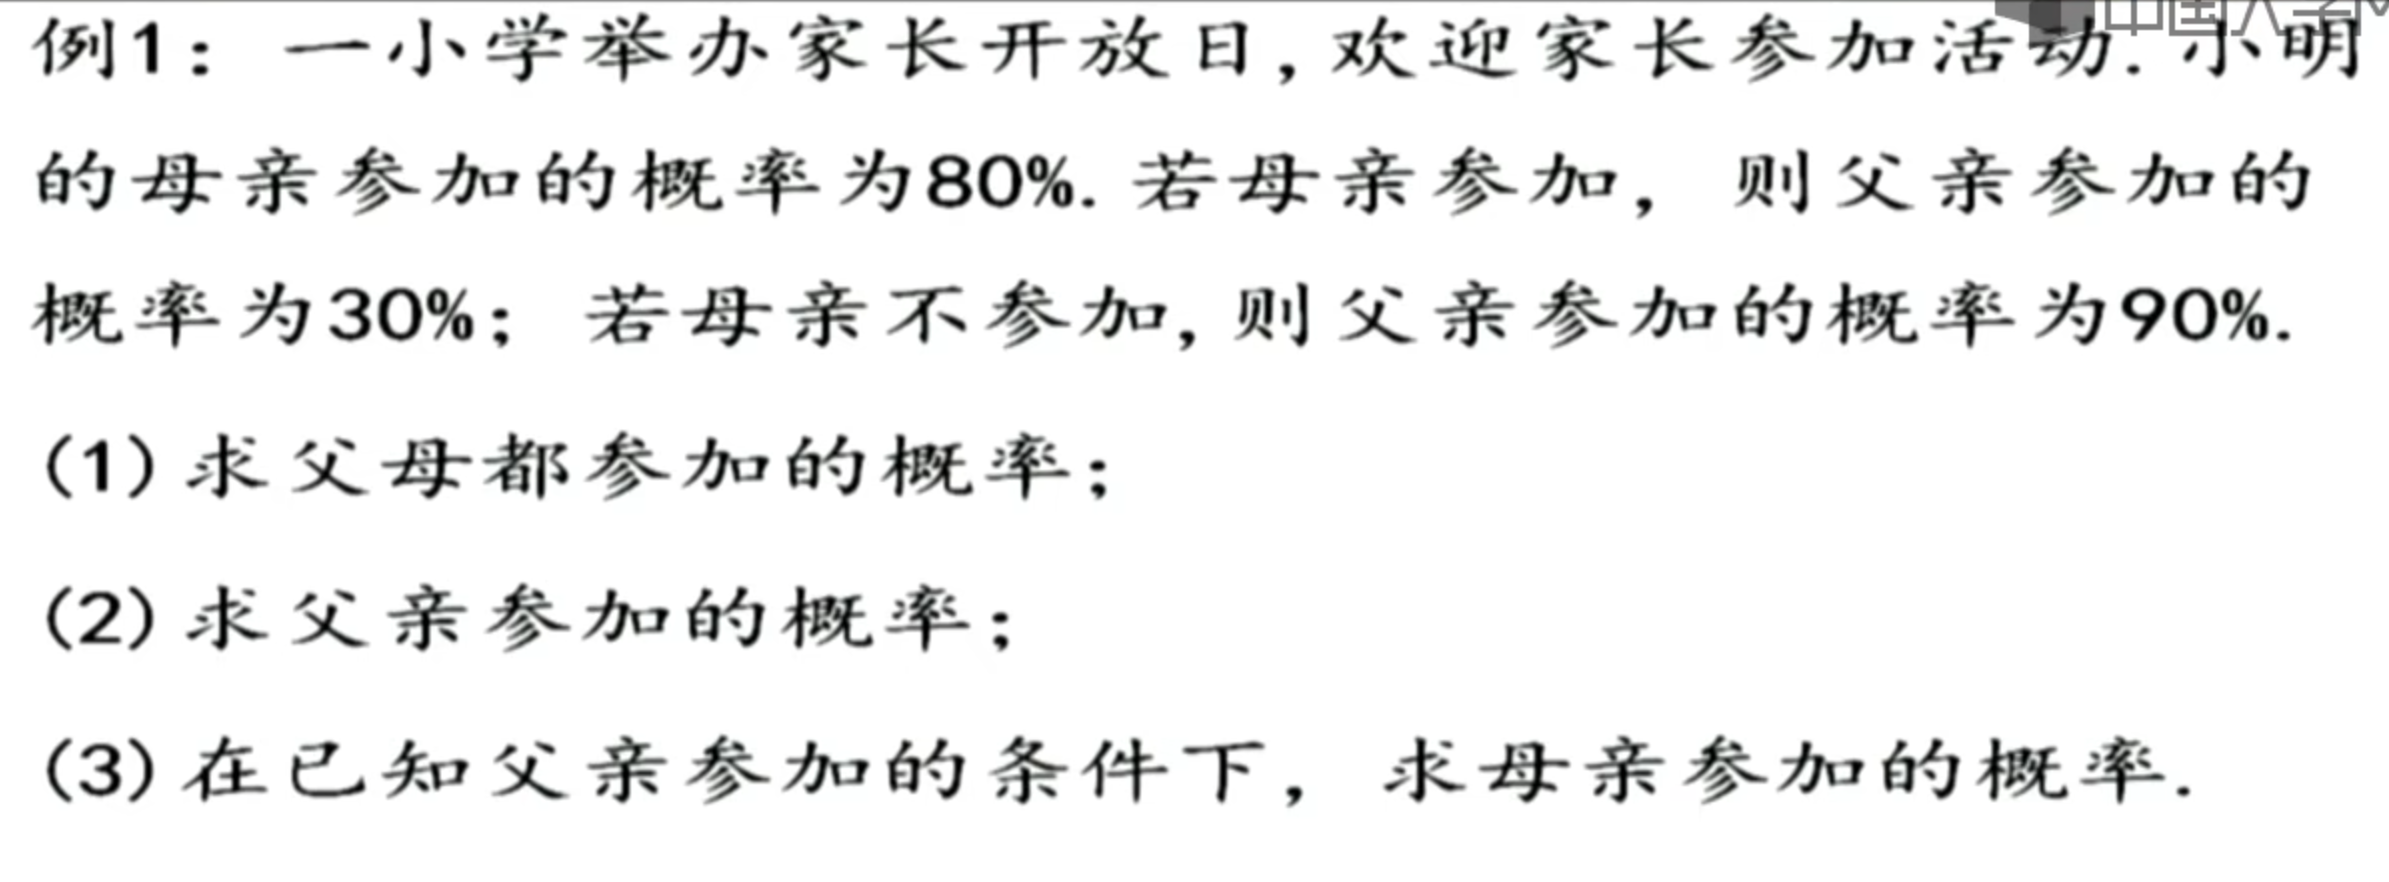 例1：一小学举办家长开放日,欢迎家长参加活动.小明
的母亲参加的概率为80%.若母亲参加，则父亲参加的
概率为30%；若母亲不参加,则父亲参加的概率为90%.
(1)求父母都参加的概率；
(2)求父亲参加的概率；
(3)在已知父亲参加的条件下，求母亲参加的概率.